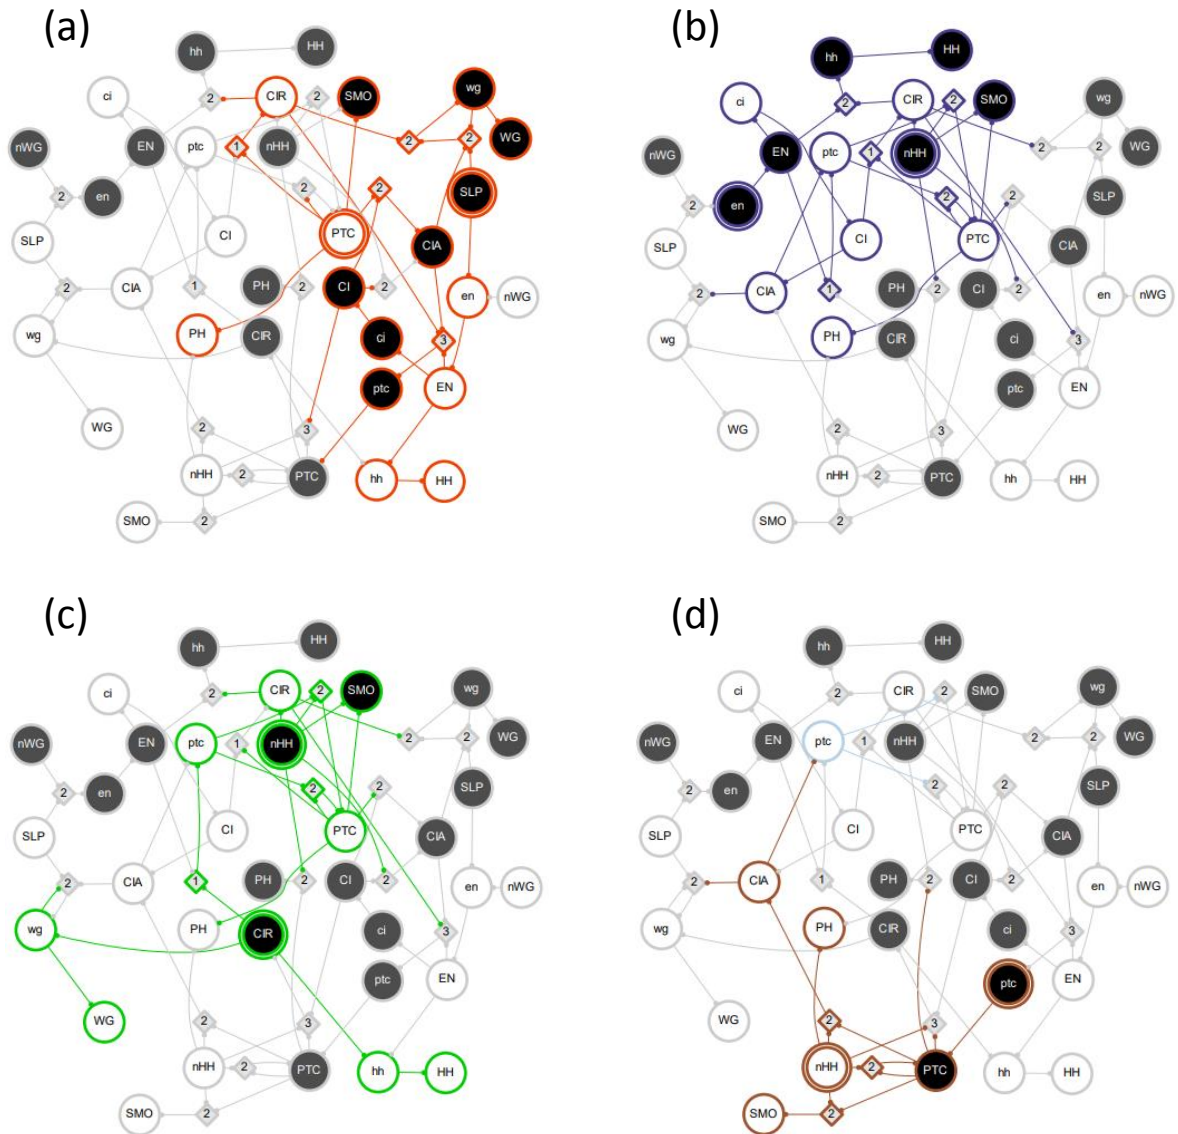 (a)
hh HH
ci 2 CIR 2 SMO wg
nWG EN ptc 1 nHH 2 2 WG
2 en 2 2 SLP
SLP CI PTC CIA
2 CIA 1 PH 2 CI 2 en nWG
wg PH CIR ci 3
ptc EN
WG 2 3
nHH 2 PTC hh HH
SMO 2
(b)
hh HH
ci 2 CIR 2 SMO wg
nWG EN ptc 1 nHH 2 2 WG
2 en 2 2 SLP
SLP CI PTC CIA
2 CIA 1 PH 2 CI 2 en nWG
wg PH CIR ci 3
ptc EN
WG 2 3
nHH 2 PTC hh HH
SMO 2
(c)
hh HH
ci 2 CIR 2 SMO wg
nWG EN ptc 1 nHH 2 2 WG
2 en 2 2 SLP
SLP CI PTC CIA
2 CIA 1 PH 2 CI 2 en nWG
wg PH CIR ci 3
ptc EN
WG 2 3
nHH 2 PTC hh HH
SMO 2
(d)
hh HH
ci 2 CIR 2 SMO wg
nWG EN ptc 1 nHH 2 2 WG
2 en 2 2 SLP
SLP CI PTC CIA
2 CIA 1 PH 2 CI 2 en nWG
wg PH CIR ci 3
ptc EN
WG 2 3
nHH 2 PTC hh HH
SMO 2